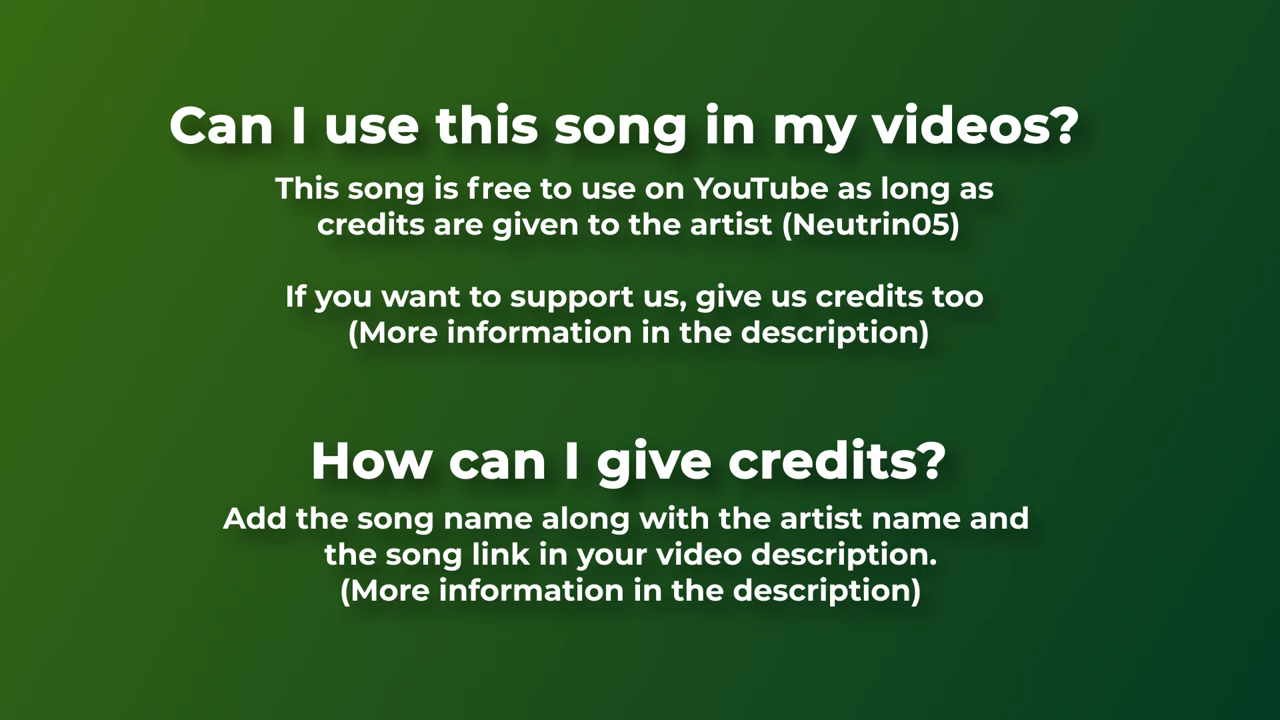 Can I use this song in my videos?
This song is free to use on YouTube as long as
credits are given to the artist (Neutrin05)
If you want to support us, give us credits too
(More information in the description)
How can I give credits?
Add the song name along with the artist name and
the song link in your video description.
(More information in the description)